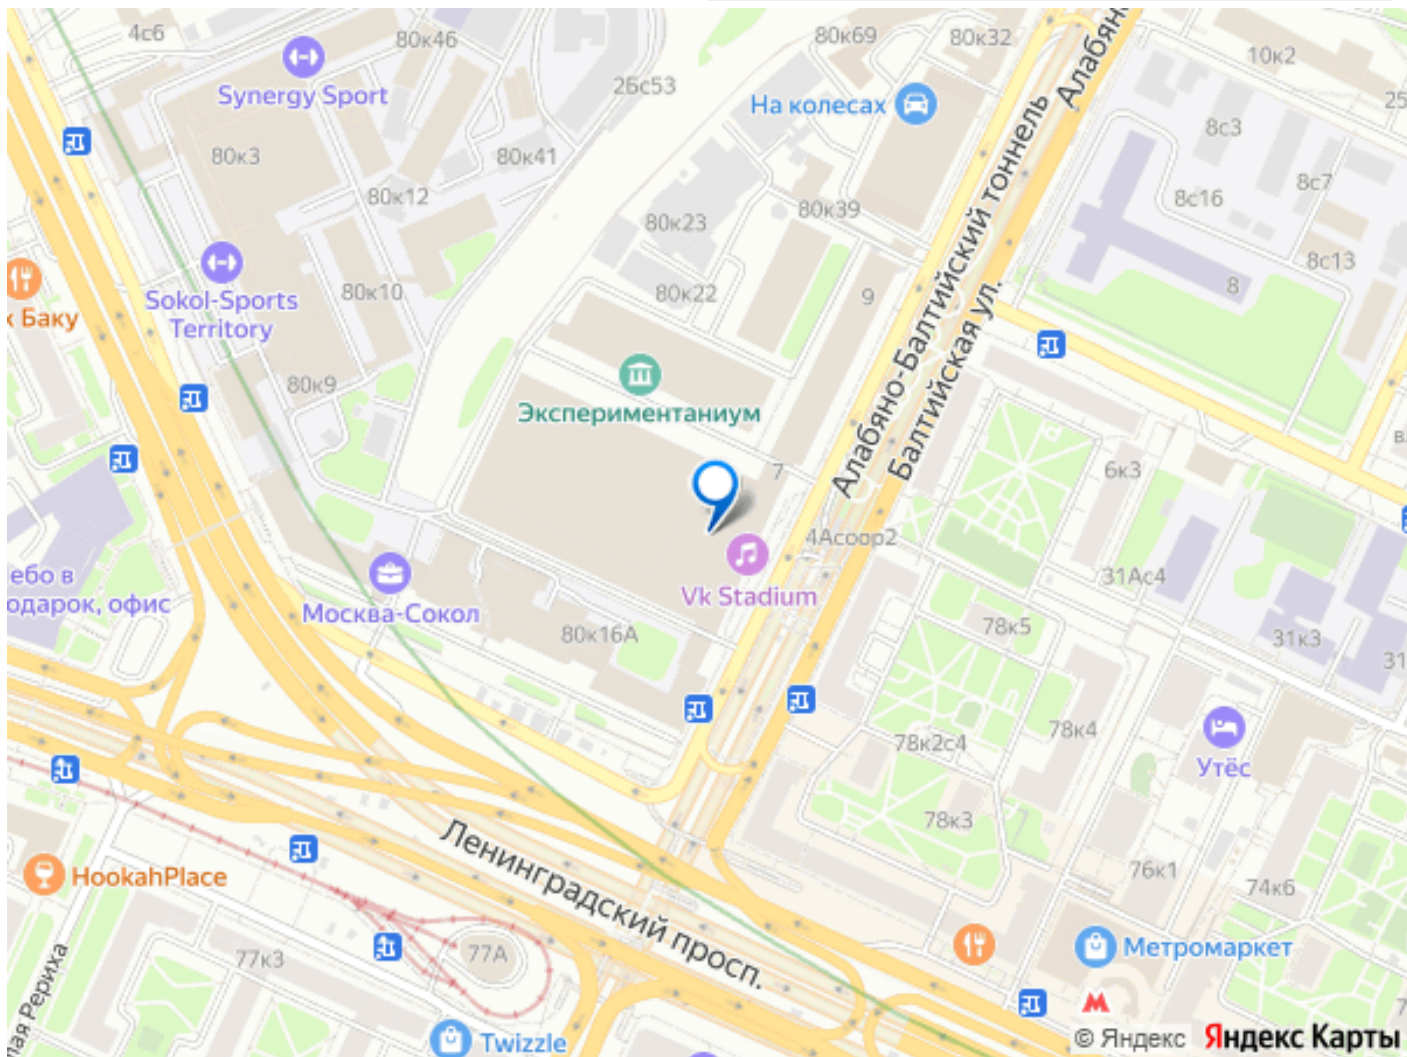 4с6
80к46
80к69
80к32
10к2
Synergy Sport
2Бс53
На колесах
Алабян
25
8с3
80к3
80к41
80к12
8с7
8с16
80к39
80к23
8с13
Sokol-Sports
Territory
80к10
80к22
9
8
Алабяно-Балтийский тоннель
Балтийская ул.
к Баку
80к9
Экспериментаниум
7
6к3
4Асоор2
ебо в
одарок, офис
Москва-Сокол
Vk Stadium
31Ас4
80к16А
78к5
31к3
31
78к2с4
78к4
Утёс
78к3
7
Ленинградский просп.
HookahPlace
76к1
74к6
77к3
77А
Метромаркет
лая Рериха
Twizzle
© Яндекс Яндекс Карты